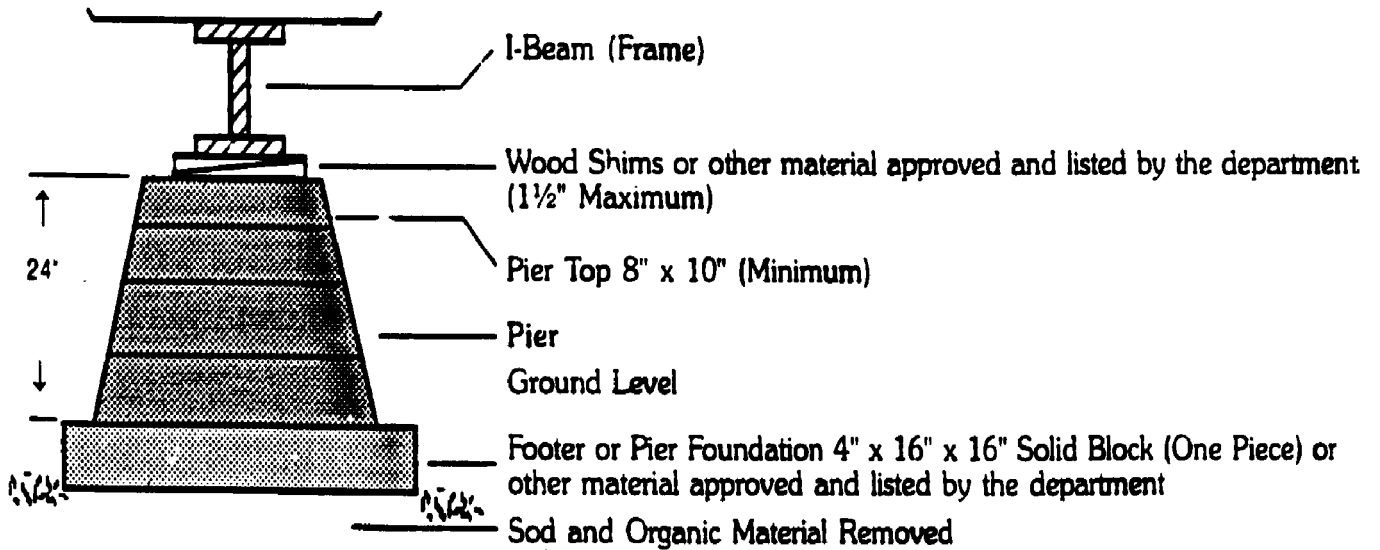 I-Beam (Frame)
Wood Shims or other material approved and listed by the department
(1½" Maximum)
24"
Pier Top 8" x 10" (Minimum)
Pier
Ground Level
Footer or Pier Foundation 4" x 16" x 16" Solid Block (One Piece) or
other material approved and listed by the department
Sod and Organic Material Removed